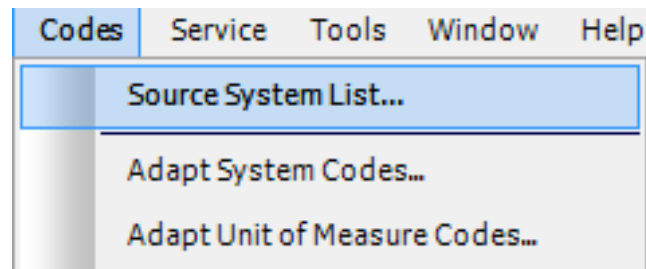 Codes Service Tools Window Help
Source System List...
Adapt System Codes...
Adapt Unit of Measure Codes...